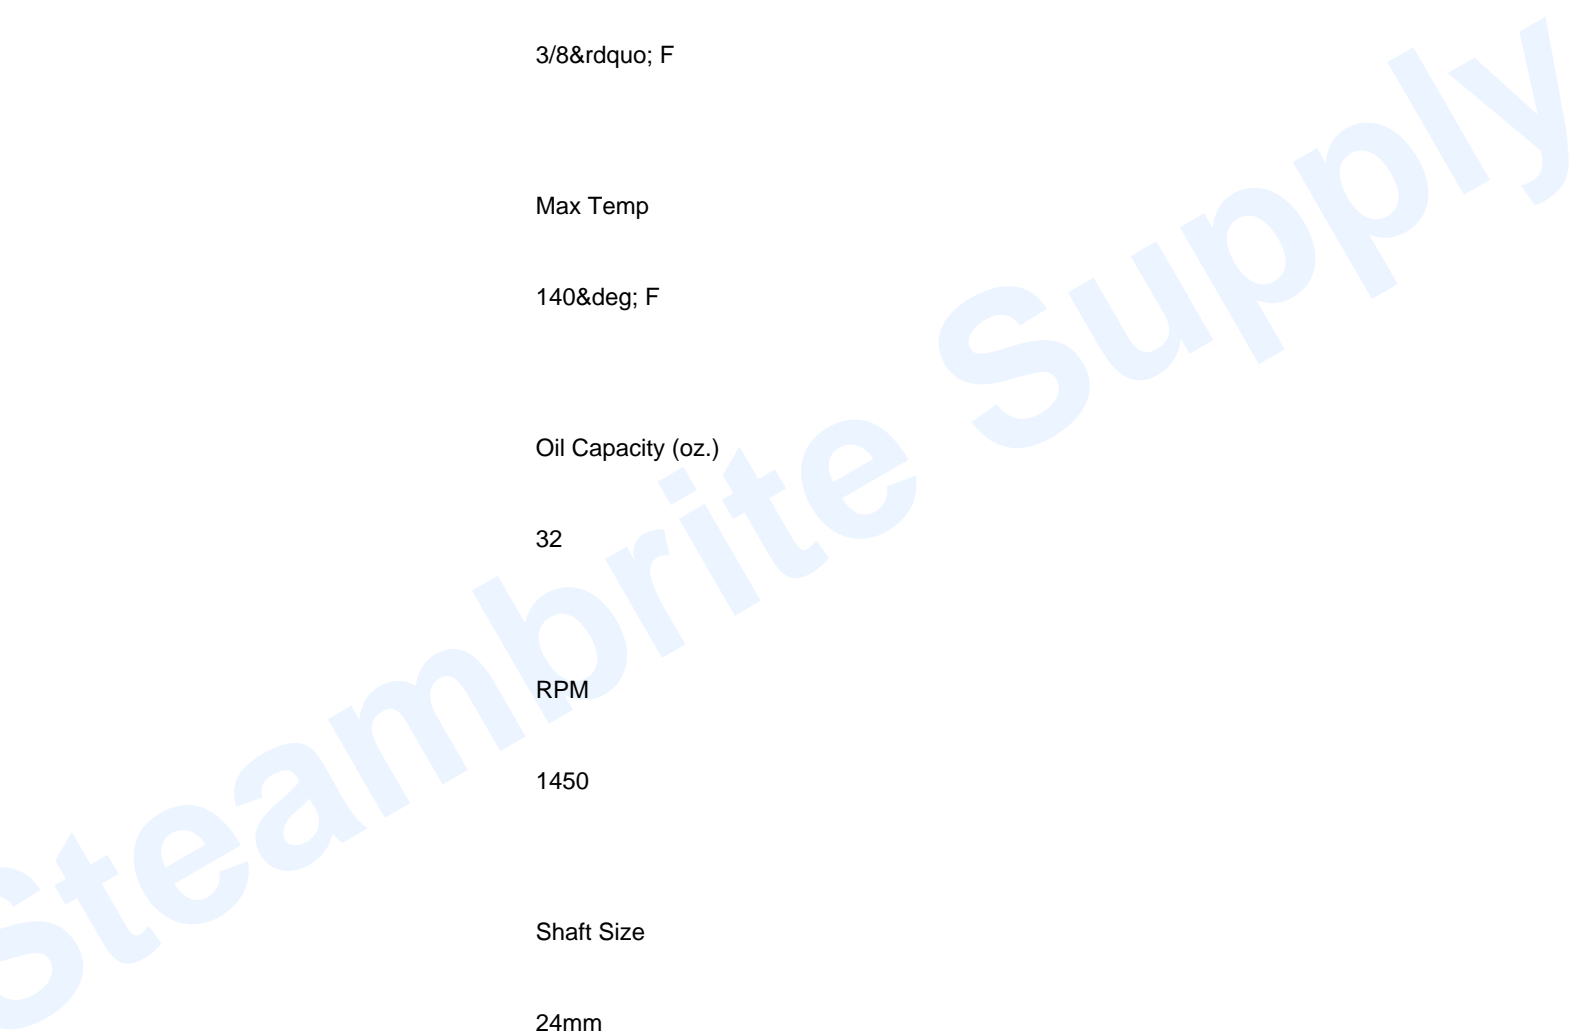 3/8&rdquo; F
Max Temp
140&deg; F
Oil Capacity (oz.)
32
RPM
1450
Shaft Size
24mm
Steambrite Supply